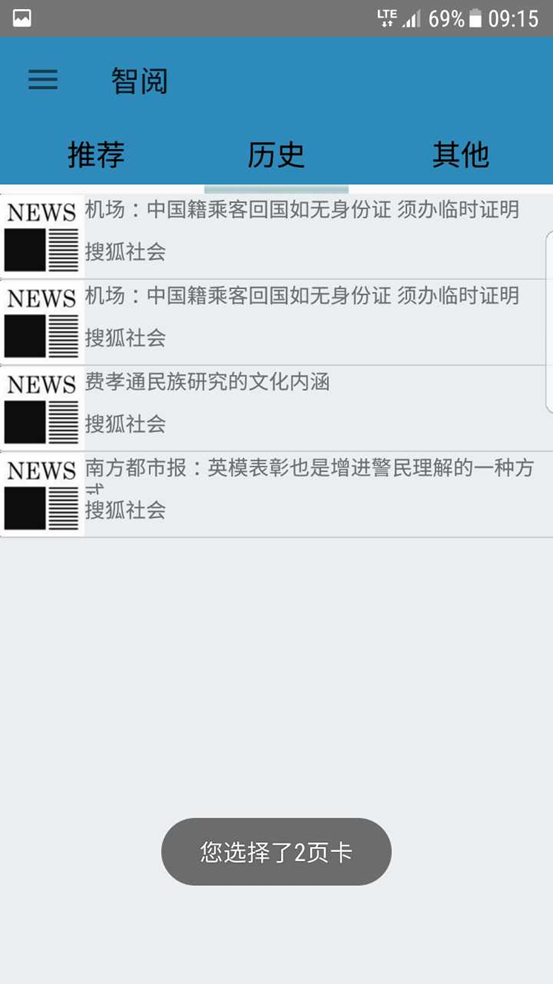 LTE 69% 09:15
智阅
推荐 历史 其他
NEWS 机场：中国籍乘客回国如无身份证 须办临时证明
搜狐社会
NEWS 机场：中国籍乘客回国如无身份证 须办临时证明
搜狐社会
NEWS 费孝通民族研究的文化内涵
搜狐社会
NEWS 南方都市报：英模表彰也是增进警民理解的一种方
式
搜狐社会
您选择了2页卡